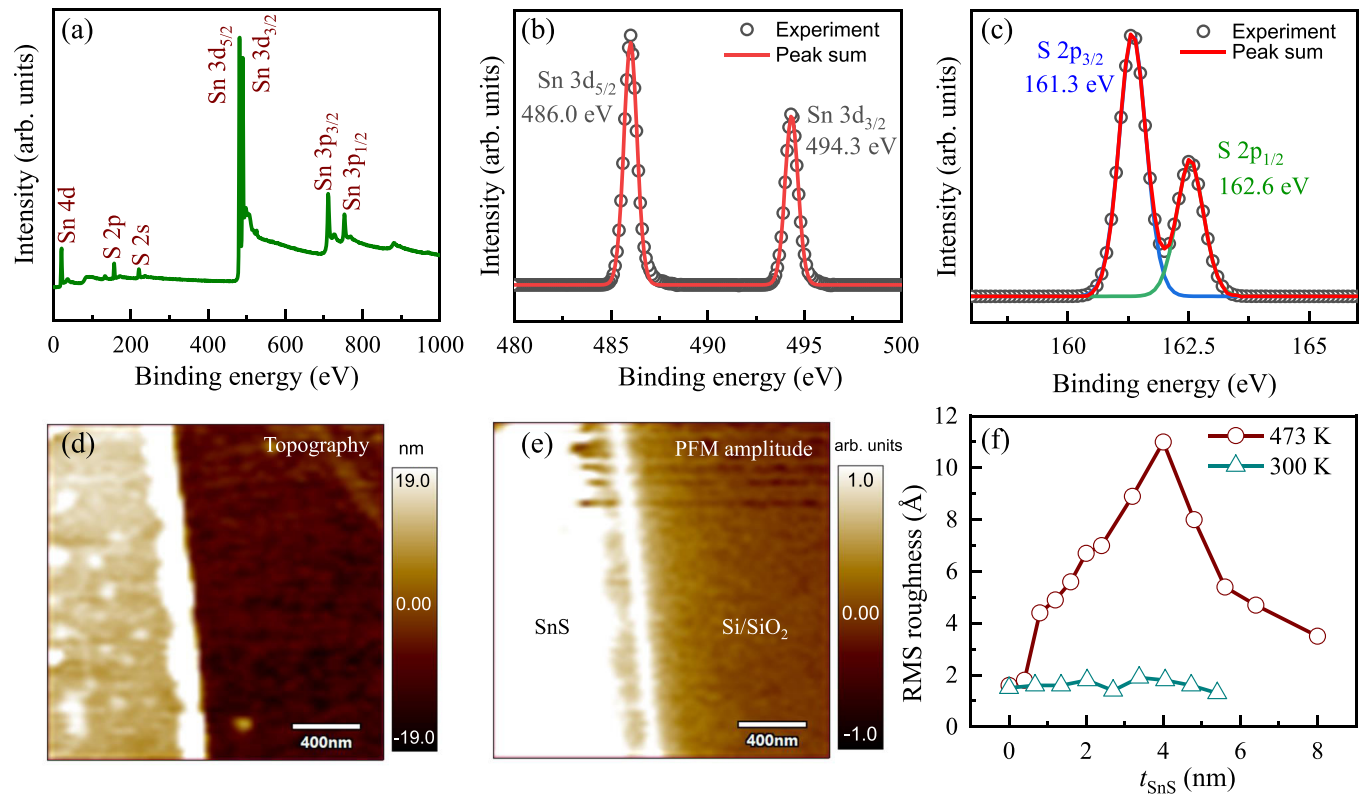 (a)
Intensity (arb. units)
Sn 4d
S 2p
S 2s
Sn 3d5/2
Sn 3d3/2
Sn 3p3/2
Sn 3p1/2
0 200 400 600 800 1000
Binding energy (eV)
(b)
Experiment
Peak sum
Intensity (arb. units)
Sn 3d5/2
486.0 eV
Sn 3d3/2
494.3 eV
480 485 490 495 500
Binding energy (eV)
(c)
Experiment
Peak sum
Intensity (arb. units)
S 2p3/2
161.3 eV
S 2p1/2
162.6 eV
160 162.5 165
Binding energy (eV)
(d)
Topography
400nm
nm
19.0
0.00
-19.0
(e)
PFM amplitude
SnS
Si/SiO2
400nm
arb. units
1.0
0.00
-1.0
(f)
473 K
300 K
RMS roughness (Å)
12
10
8
6
4
2
0
0 2 4 6 8
tSnS (nm)